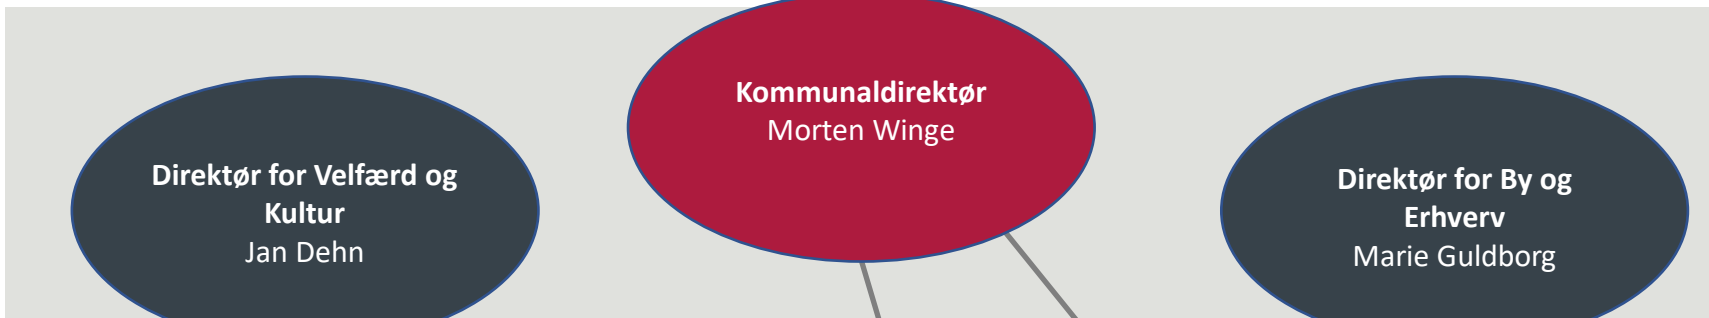 Kommunaldirektør
Morten Winge
Direktør for Velfærd og
Kultur
Jan Dehn
Direktør for By og
Erhverv
Marie Guldborg